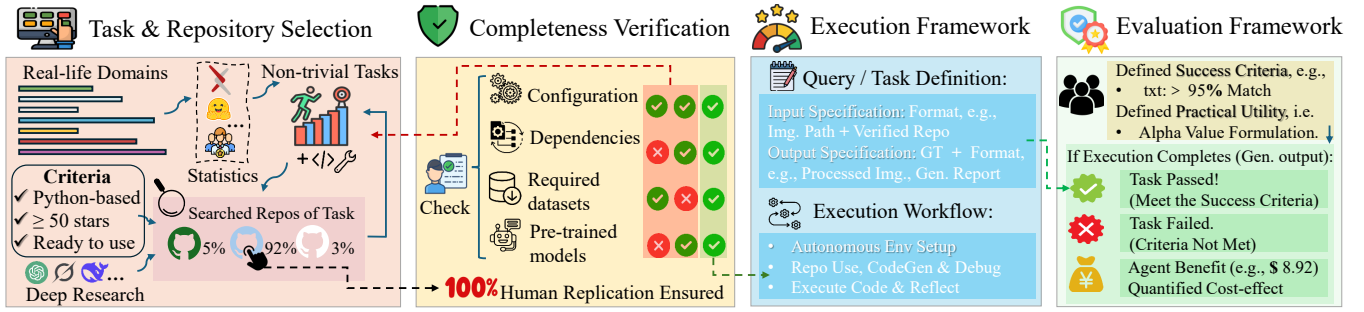 Task & Repository Selection
Real-life Domains
Non-trivial Tasks
...
Statistics
+</>
Criteria
✓ Python-based
✓ ≥ 50 stars
✓ Ready to use
Searched Repos of Task
5%
92%
3%
...
Deep Research
Completeness Verification
Configuration
Dependencies
Required
datasets
Pre-trained
models
Check
100% Human Replication Ensured
Execution Framework
Query / Task Definition:
Input Specification: Format, e.g.,
Img. Path + Verified Repo
Output Specification: GT + Format,
e.g., Processed Img., Gen. Report
Execution Workflow:
• Autonomous Env Setup
• Repo Use, CodeGen & Debug
• Execute Code & Reflect
Evaluation Framework
Defined Success Criteria, e.g.,
• txt: > 95% Match
Defined Practical Utility, i.e.
• Alpha Value Formulation.
If Execution Completes (Gen. output):
Task Passed!
(Meet the Success Criteria)
Task Failed.
(Criteria Not Met)
¥
Agent Benefit (e.g., $ 8.92)
Quantified Cost-effect